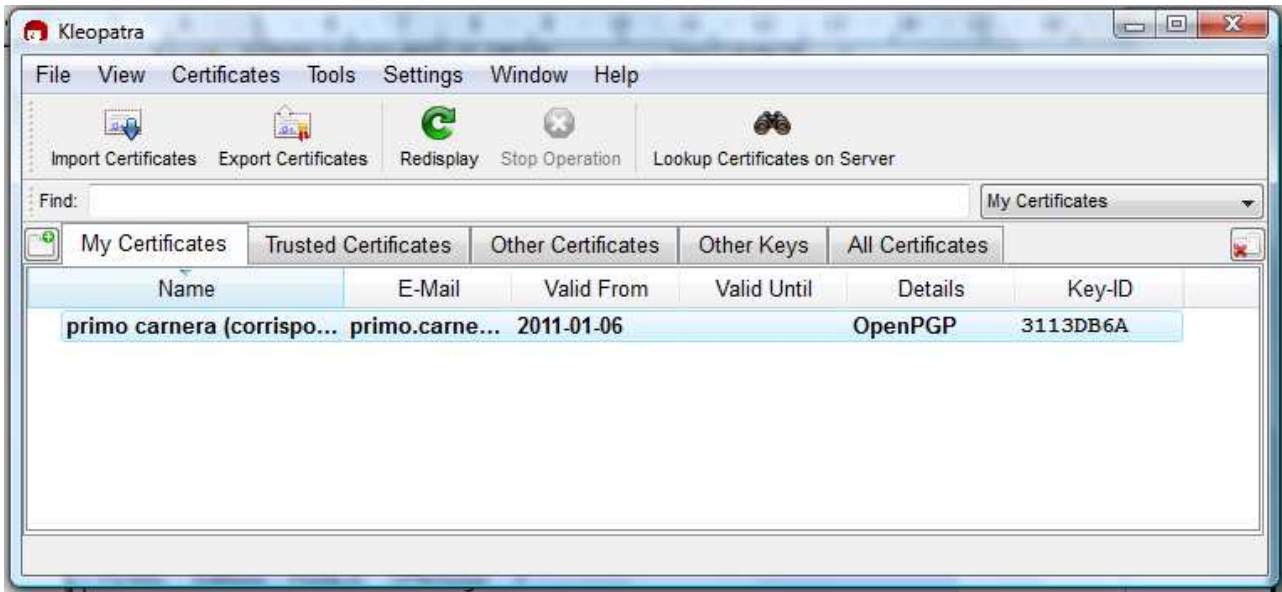 Kleopatra
File View Certificates Tools Settings Window Help
Import Certificates Export Certificates Redisplay Stop Operation Lookup Certificates on Server
Find: My Certificates
My Certificates Trusted Certificates Other Certificates Other Keys All Certificates
Name E-Mail Valid From Valid Until Details Key-ID
primo carnera (corrispo... primo.carne... 2011-01-06 OpenPGP 3113DB6A